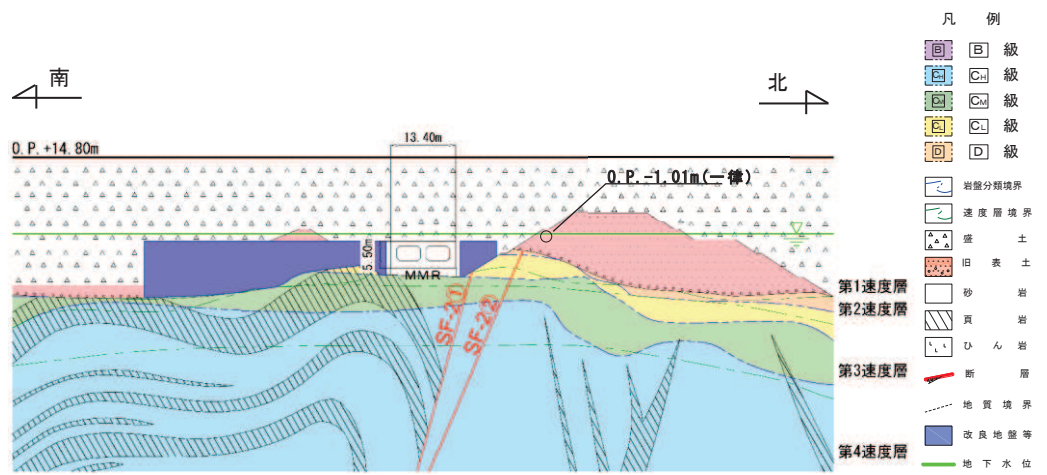 南
北
O.P.+14.80m
13.40m
O.P.-1.01m(一律)
5.50m
MMR
SF-2(1)
SF-2(2)
第1速度層
第2速度層
第3速度層
第4速度層
凡 例
B B 級
CH CH 級
CM CM 級
CL CL 級
D D 級
岩盤分類境界
速度層境界
盛 土
旧 表 土
砂 岩
頁 岩
ひ ん 岩
断 層
地 質 境 界
改 良 地 盤 等
地 下 水 位